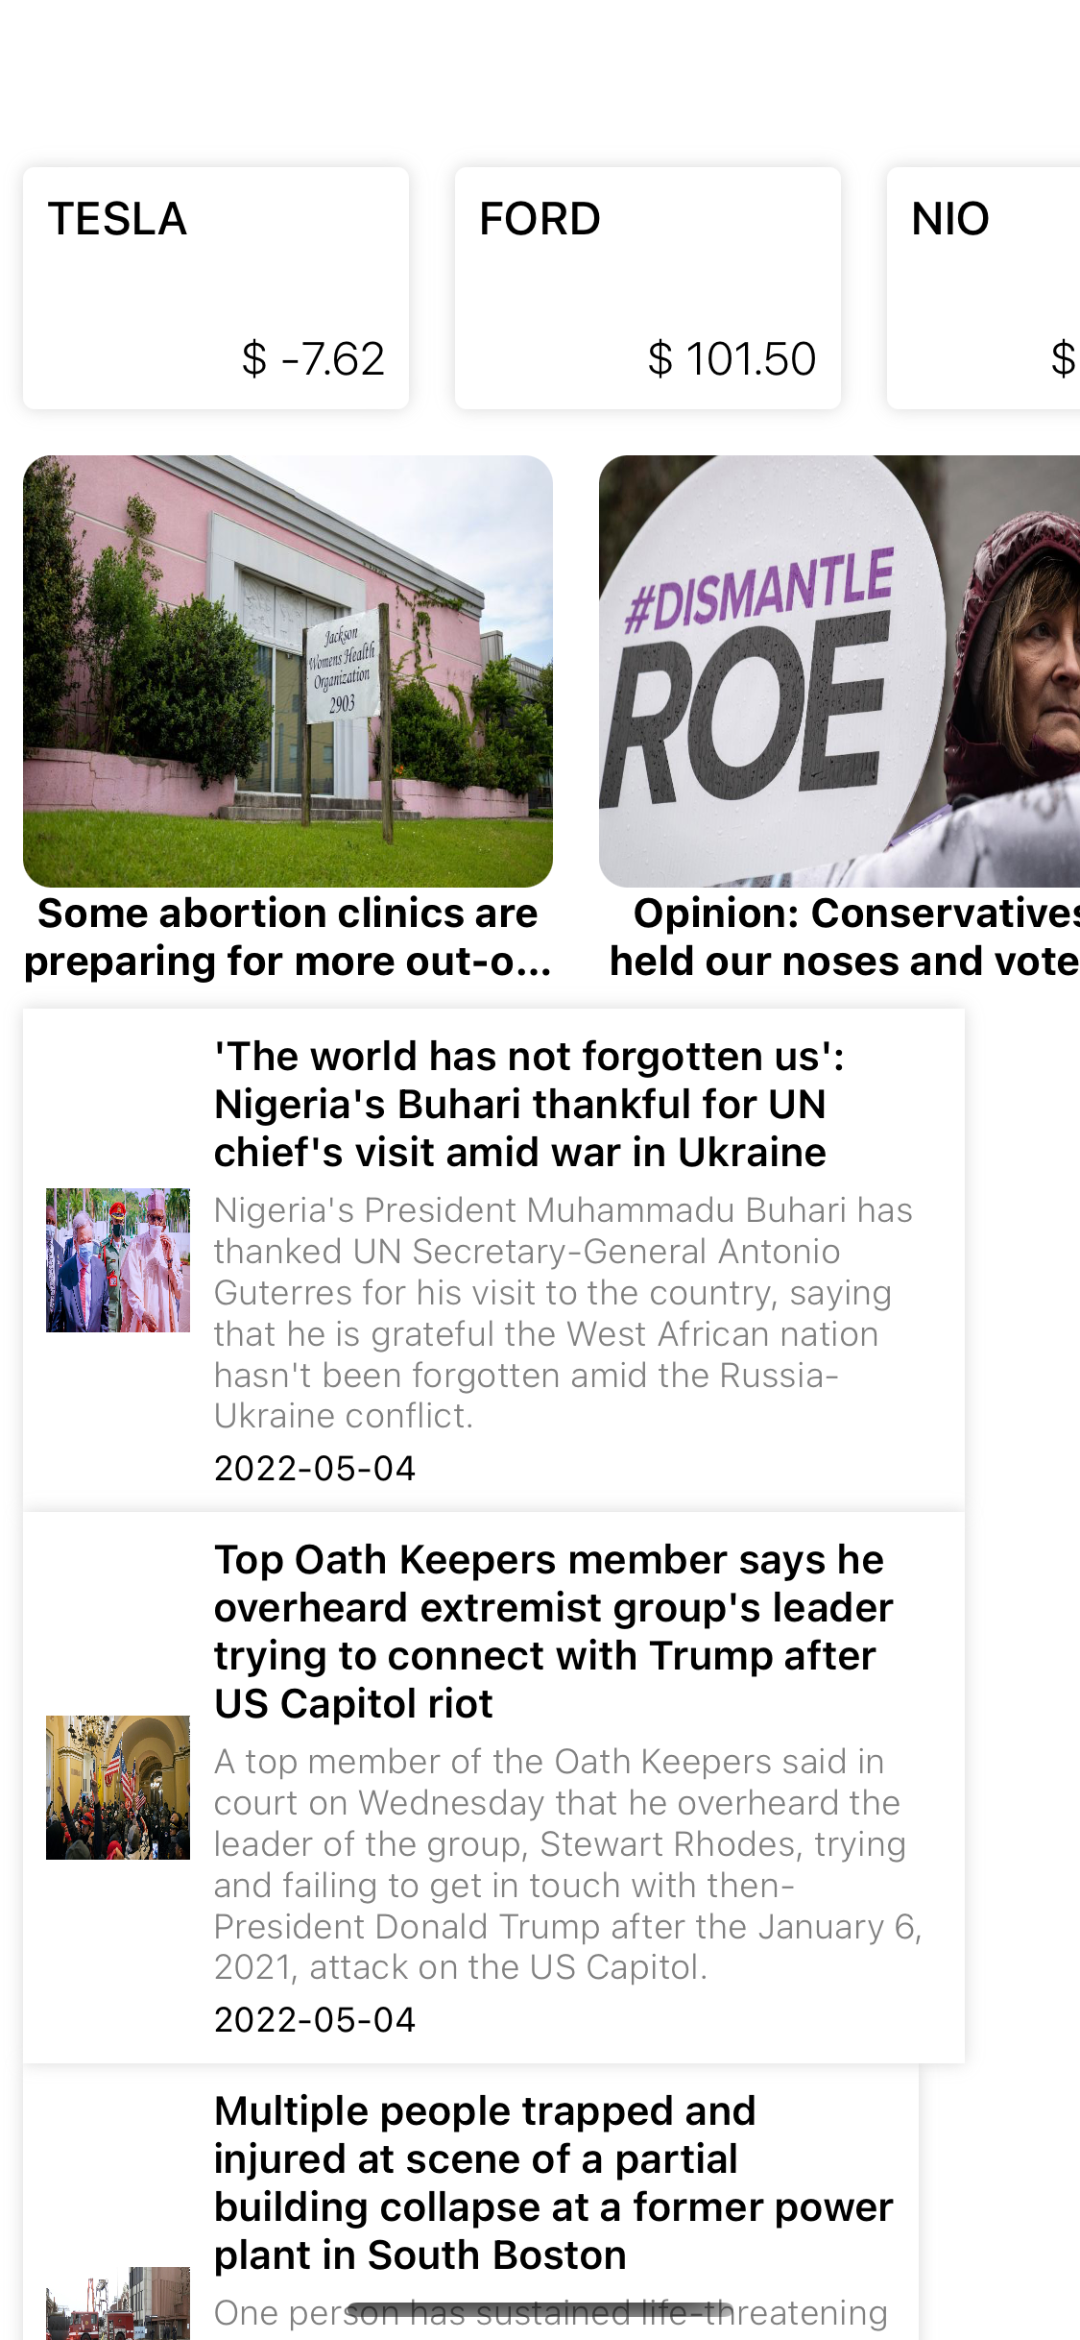 TESLA
$ -7.62
FORD
$ 101.50
NIO
$
Jackson
Womens Health
Organization
2903
#DISMANTLE
ROE
Some abortion clinics are
preparing for more out-o...
Opinion: Conservatives
held our noses and vote
'The world has not forgotten us':
Nigeria's Buhari thankful for UN
chief's visit amid war in Ukraine
Nigeria's President Muhammadu Buhari has
thanked UN Secretary-General Antonio
Guterres for his visit to the country, saying
that he is grateful the West African nation
hasn't been forgotten amid the Russia-
Ukraine conflict.
2022-05-04
Top Oath Keepers member says he
overheard extremist group's leader
trying to connect with Trump after
US Capitol riot
A top member of the Oath Keepers said in
court on Wednesday that he overheard the
leader of the group, Stewart Rhodes, trying
and failing to get in touch with then-
President Donald Trump after the January 6,
2021, attack on the US Capitol.
2022-05-04
Multiple people trapped and
injured at scene of a partial
building collapse at a former power
plant in South Boston
One person has sustained life-threatening